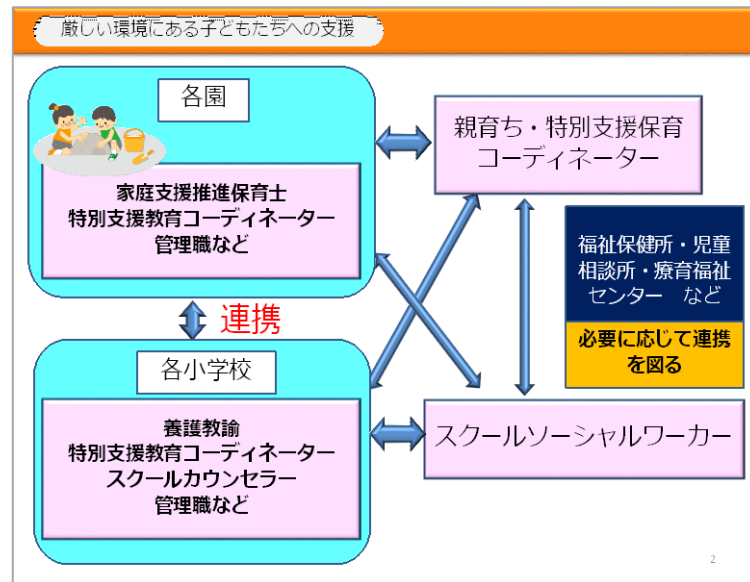 厳しい環境にある子どもたちへの支援
各園
家庭支援推進保育士
特別支援教育コーディネーター
管理職など
親育ち・特別支援保育
コーディネーター
福祉保健所・児童
相談所・療育福祉
センター　など
必要に応じて連携
を図る
連携
各小学校
養護教諭
特別支援教育コーディネーター
スクールカウンセラー
管理職など
スクールソーシャルワーカー
2